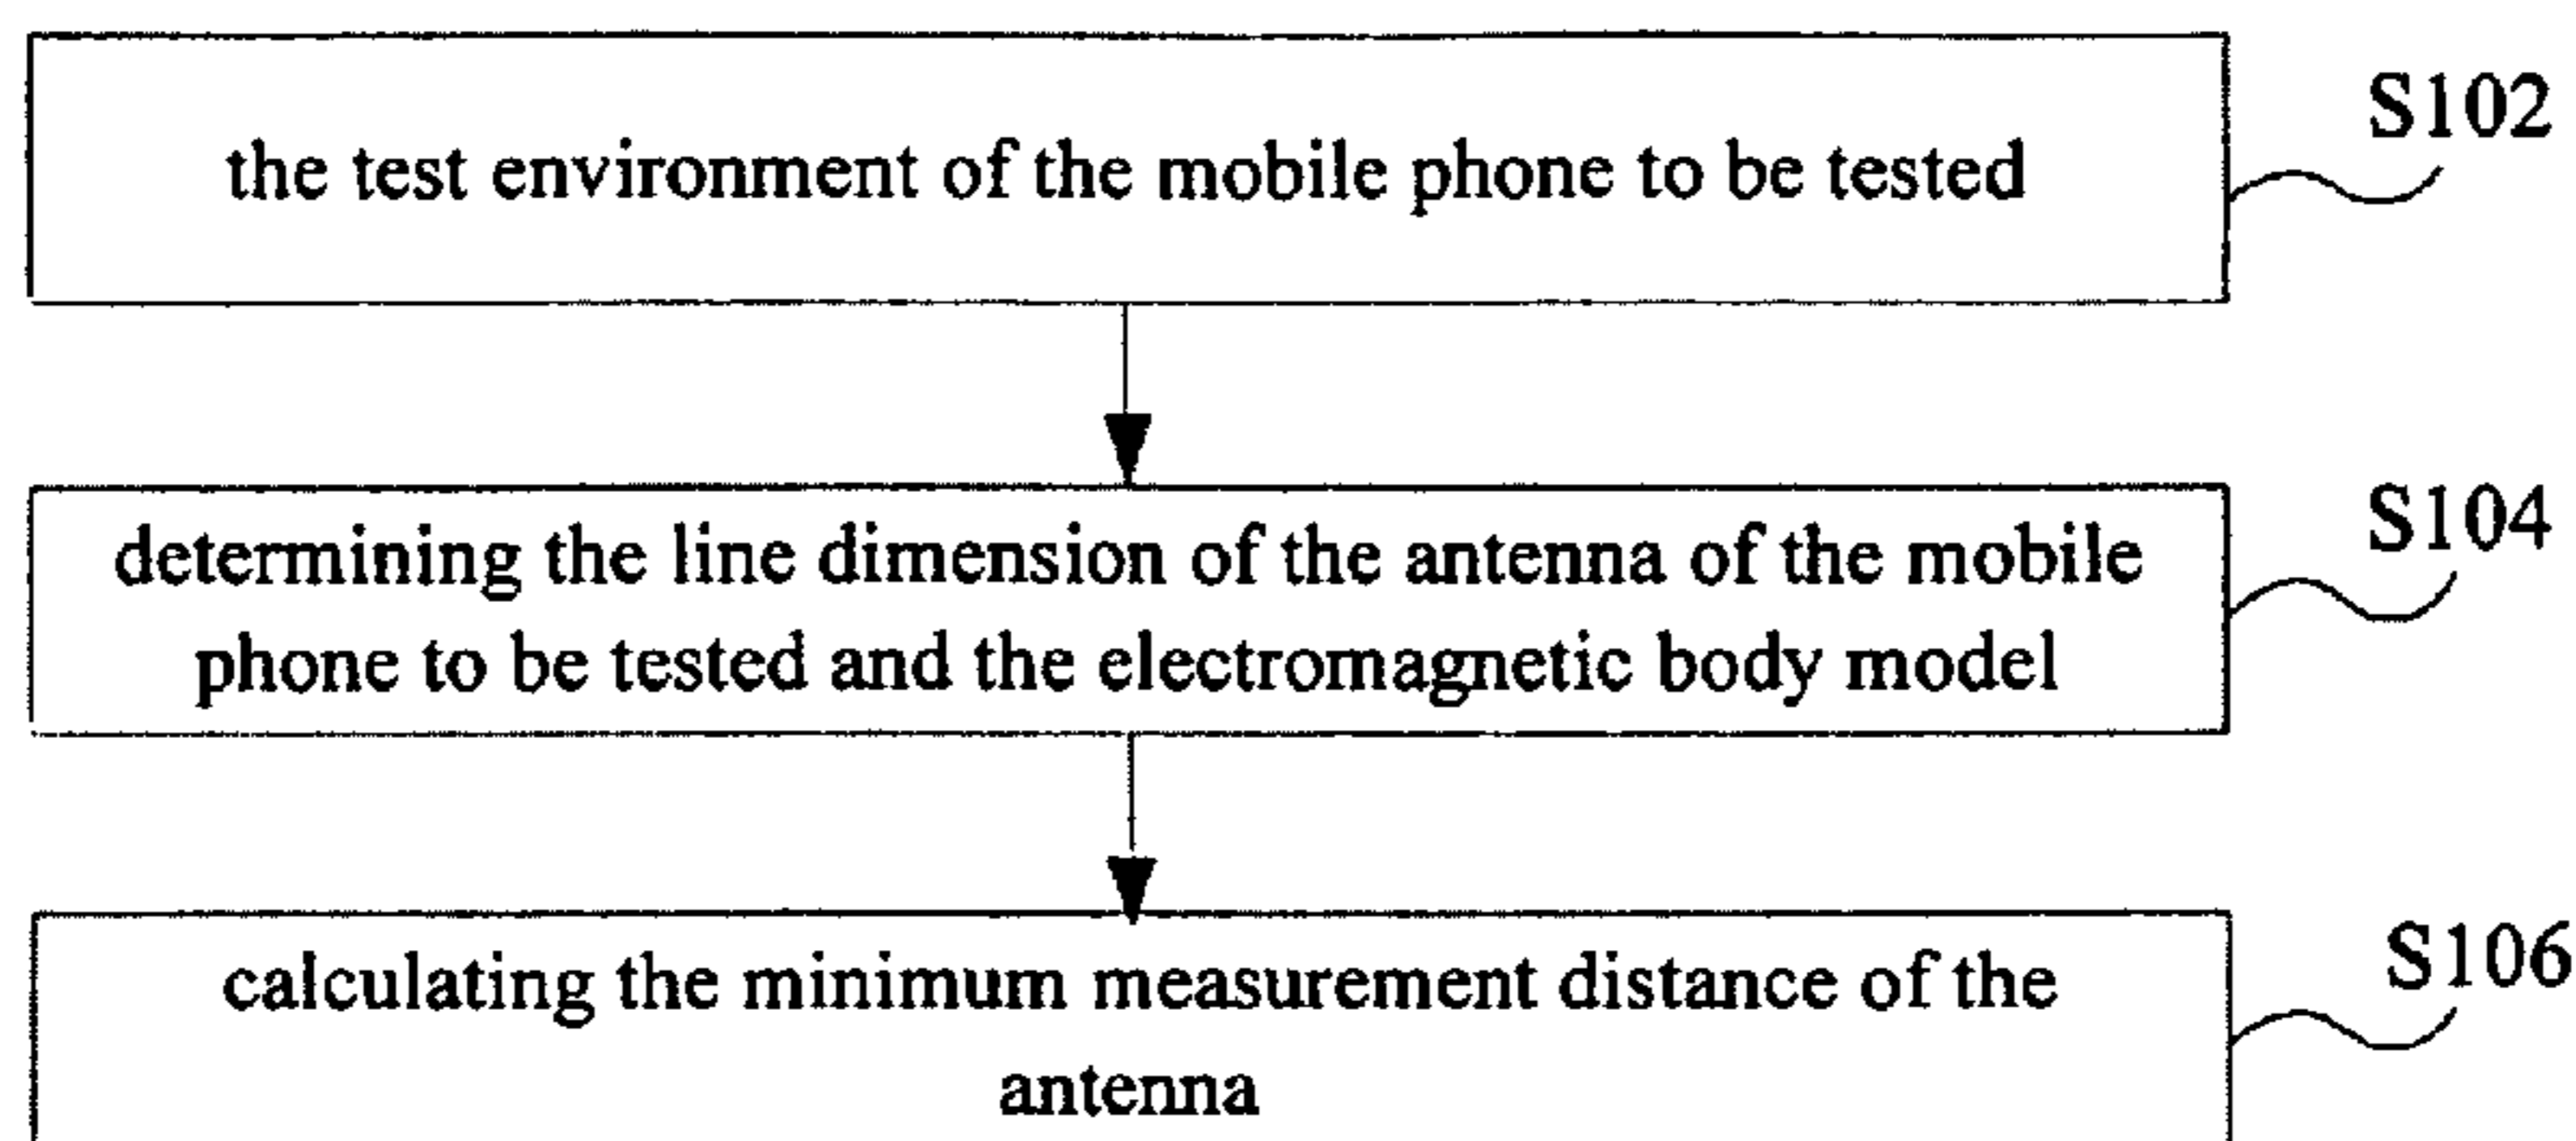 the test environment of the mobile phone to be tested
S102
determining the line dimension of the antenna of the mobile
phone to be tested and the electromagnetic body model
S104
calculating the minimum measurement distance of the
antenna
S106